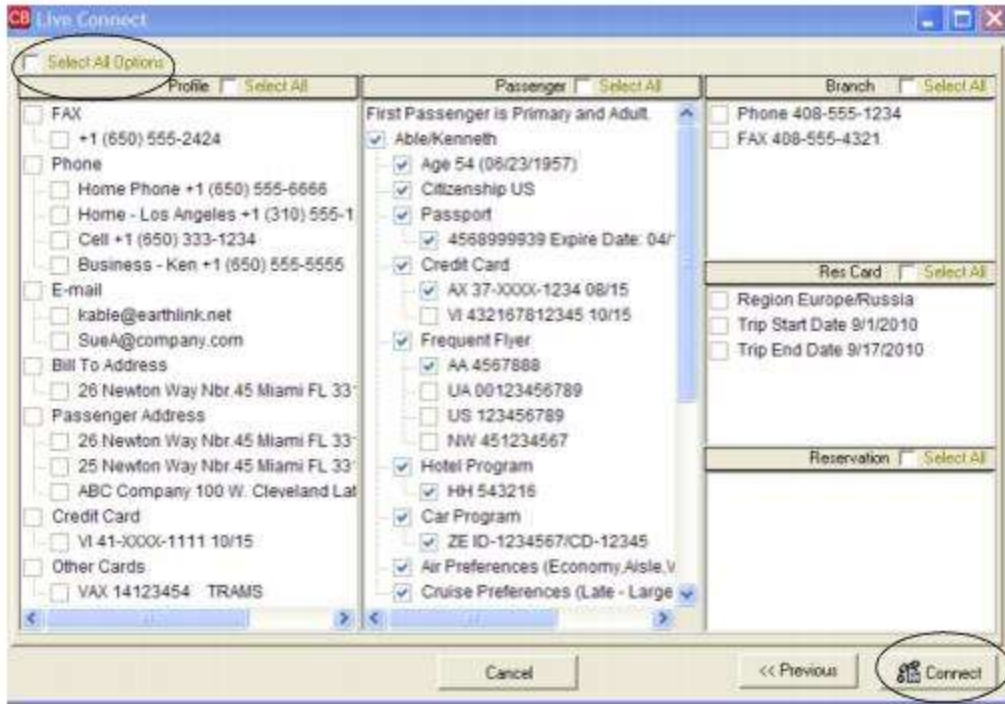 CB Live Connect
Select All Options
Profile Select All
FAX
+1 (650) 555-2424
Phone
Home Phone +1 (650) 555-6666
Home - Los Angeles +1 (310) 555-1
Cell +1 (650) 333-1234
Business - Ken +1 (650) 555-5555
E-mail
kable@earthlink.net
SueA@company.com
Bill To Address
26 Newton Way Nbr.45 Miami FL 331
Passenger Address
26 Newton Way Nbr.45 Miami FL 331
25 Newton Way Nbr.45 Miami FL 331
ABC Company 100 W. Cleveland Lat
Credit Card
VI 41-XXXX-1111 10/15
Other Cards
VAX 14123454 TRAMS
Passenger Select All
First Passenger is Primary and Adult.
Able/Kenneth
Age 54 (06/23/1957)
Citizenship US
Passport
4568999939 Expire Date: 04/
Credit Card
AX 37-XXXX-1234 08/15
VI 432167812345 10/15
Frequent Flyer
AA 4567888
UA 00123456789
US 123456789
NW 451234567
Hotel Program
HH 543216
Car Program
ZE ID-1234567/CD-12345
Air Preferences (Economy,Aisle,V
Cruise Preferences (Late - Large
Branch Select All
Phone 408-555-1234
FAX 408-555-4321
Res Card Select All
Region Europe/Russia
Trip Start Date 9/1/2010
Trip End Date 9/17/2010
Reservation Select All
Cancel
<< Previous
Connect